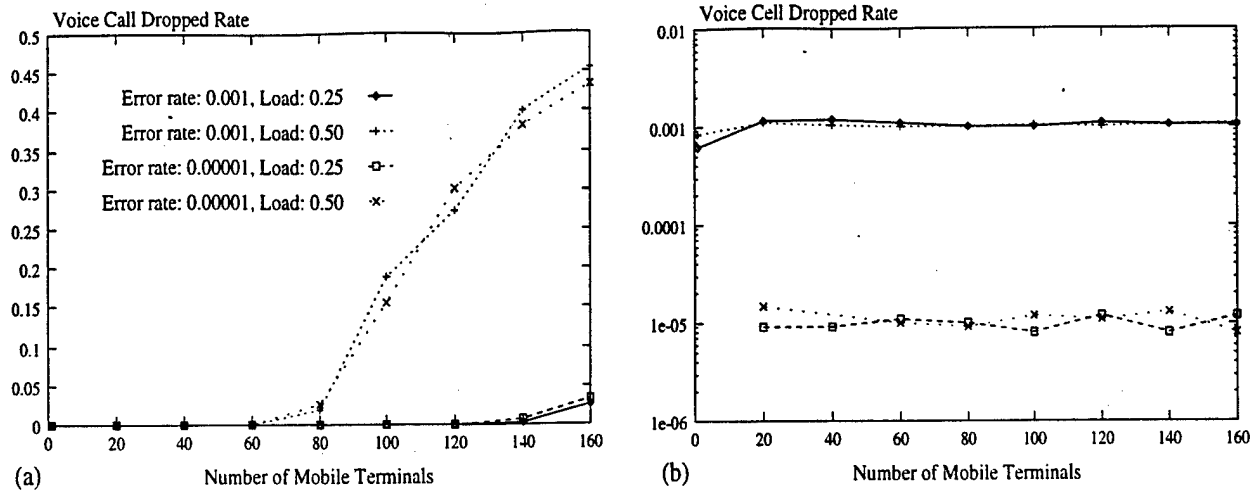 Voice Call Dropped Rate
0.5
0.45
0.4
0.35
0.3
0.25
0.2
0.15
0.1
0.05
0
Error rate: 0.001, Load: 0.25
Error rate: 0.001, Load: 0.50
Error rate: 0.00001, Load: 0.25
Error rate: 0.00001, Load: 0.50
0 20 40 60 80 100 120 140 160
(a) Number of Mobile Terminals
Voice Cell Dropped Rate
0.01
0.001
0.0001
1e-05
1e-06
0 20 40 60 80 100 120 140 160
(b) Number of Mobile Terminals